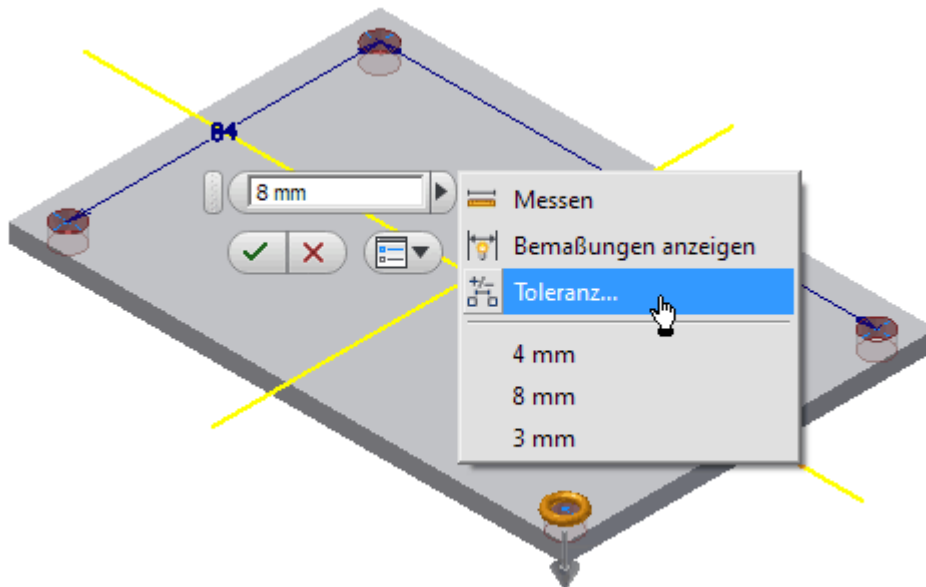 84
8 mm
Messen
Bemaßungen anzeigen
+/-
Toleranz...
4 mm
8 mm
3 mm